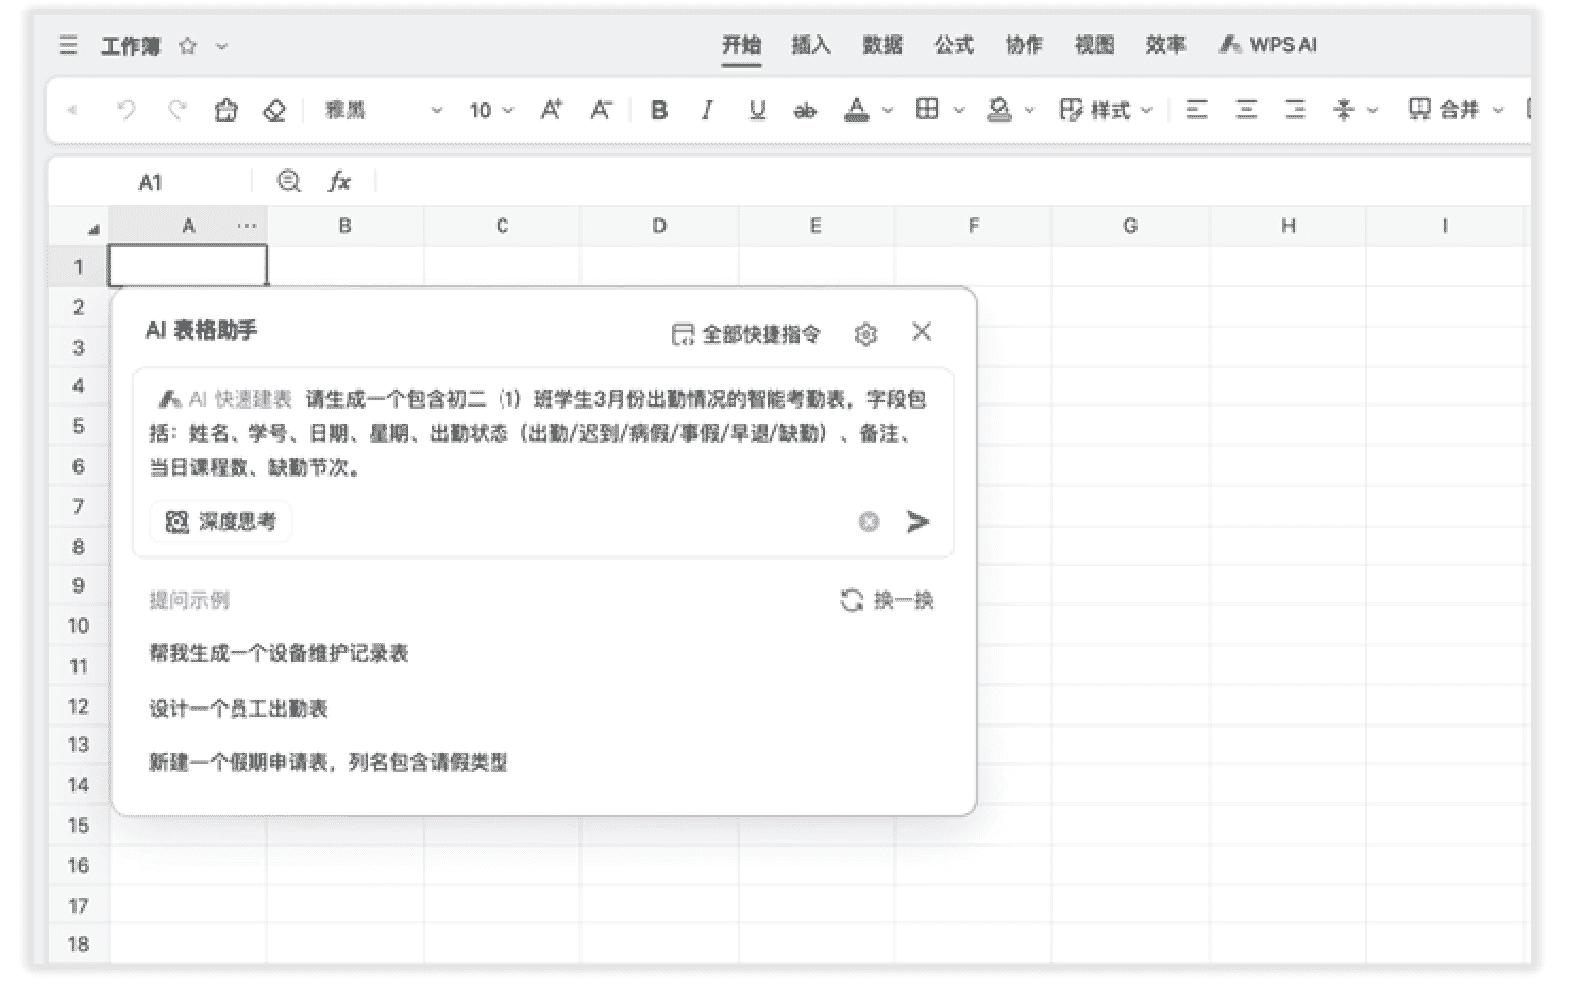 工作簿
开始 插入 数据 公式 协作 视图 效率 WPS AI
雅黑 10 A+ A- B I U ab A 样式 合并
A1 fx
A B C D E F G H I
1
2
AI 表格助手 全部快捷指令
3
4
AI 快速建表 请生成一个包含初二（1）班学生3月份出勤情况的智能考勤表，字段包
5
括：姓名、学号、日期、星期、出勤状态（出勤/迟到/病假/事假/早退/缺勤）、备注、
6
当日课程数、缺勤节次。
7
深度思考
8
9
提问示例 换一换
10
11
帮我生成一个设备维护记录表
12
设计一个员工出勤表
13
新建一个假期申请表，列名包含请假类型
14
15
16
17
18